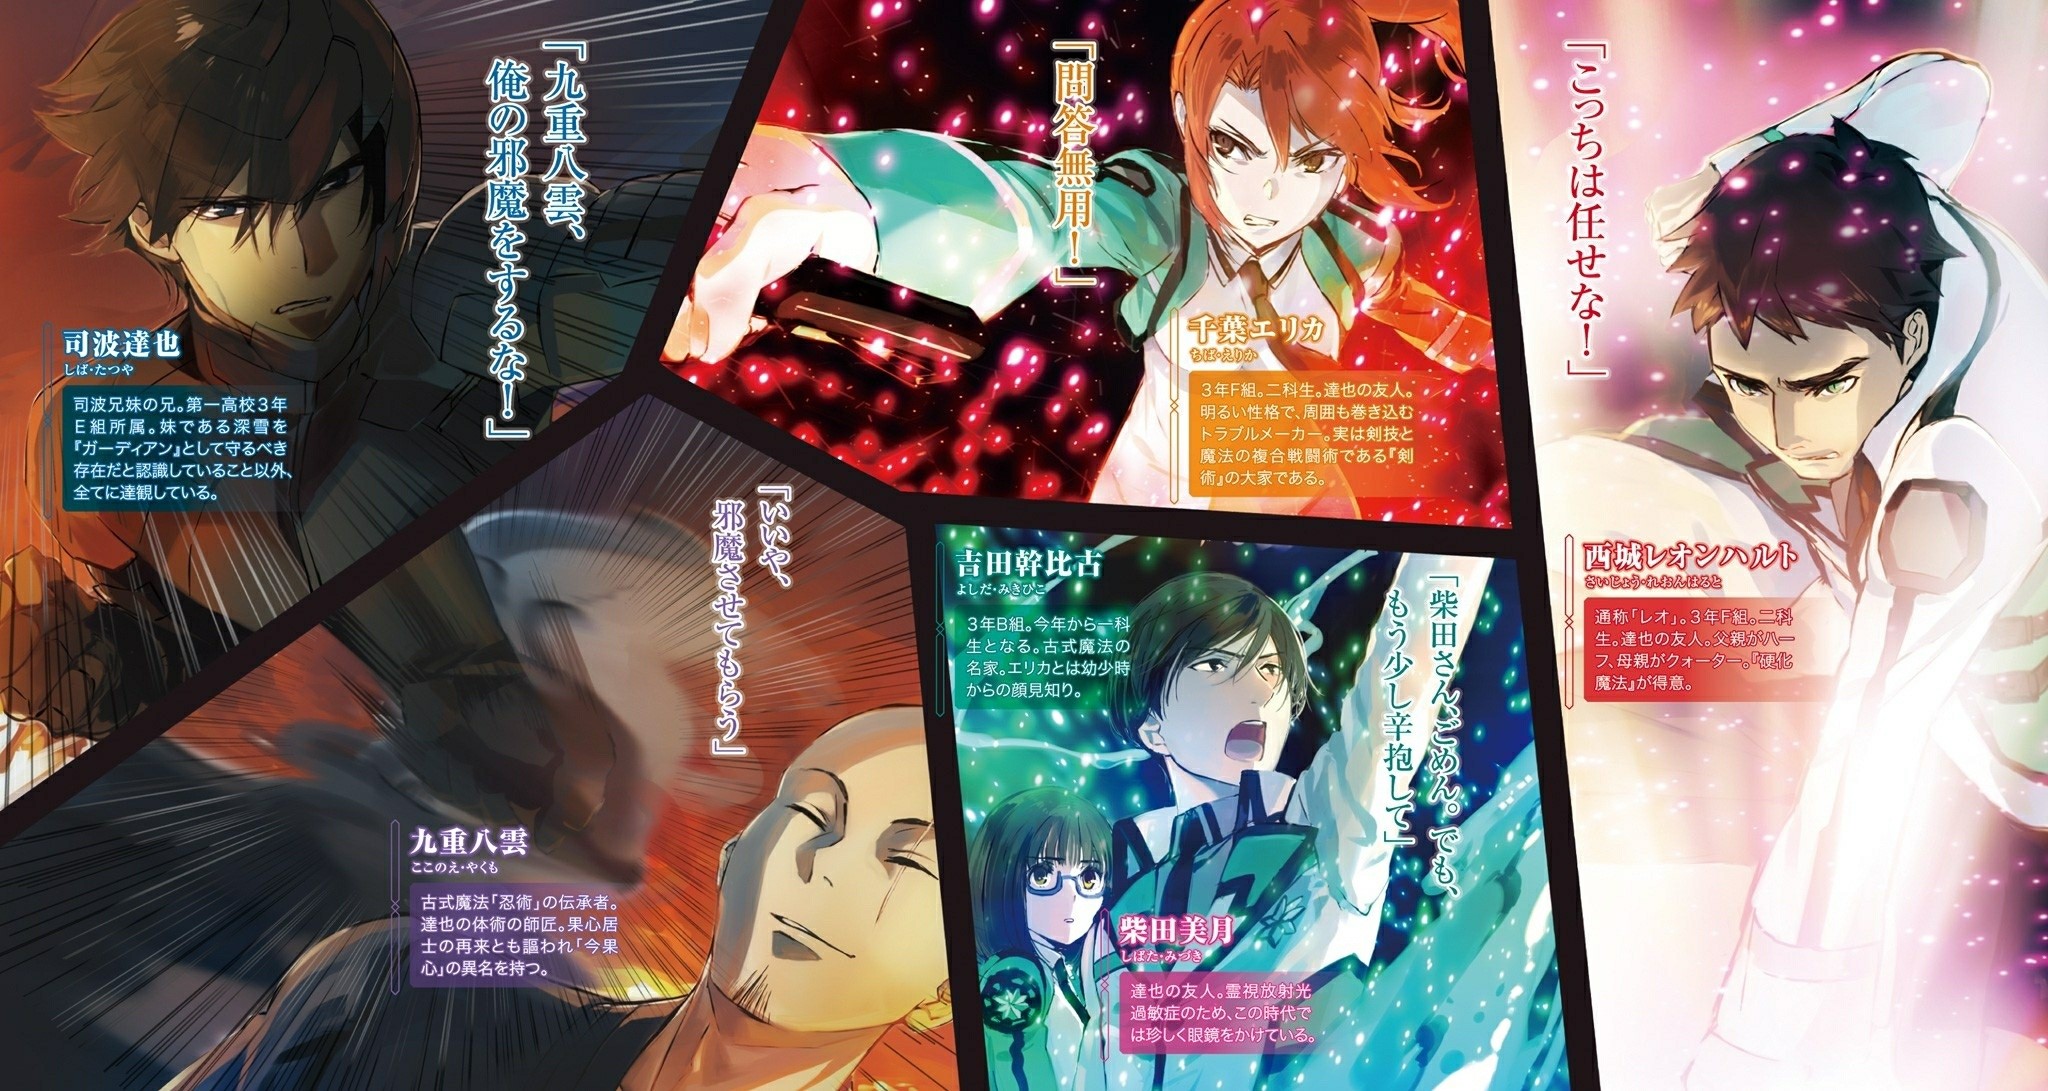 「こっちは任せな！」
西城レオンハルト
さいじょう・れおんはると
通称「レオ」。３年Ｆ組。二科
生。達也の友人。父親がハー
フ、母親がクォーター。『硬化
魔法』が得意。
「問答無用！」
千葉エリカ
ちば・えりか
３年Ｆ組。二科生。達也の友人。
明るい性格で、周囲も巻き込む
トラブルメーカー。実は剣技と
魔法の複合戦闘術である『剣
術』の大家である。
「柴田さん、ごめん。でも、
もう少し辛抱して」
吉田幹比古
よしだ・みきひこ
３年Ｂ組。今年から一科
生となる。古式魔法の
名家。エリカとは幼少時
からの顔見知り。
柴田美月
しばた・みづき
達也の友人。霊視放射光
過敏症のため、この時代で
は珍しく眼鏡をかけている。
「九重八雲、
俺の邪魔をするな！」
司波達也
しば・たつや
司波兄妹の兄。第一高校３年
Ｅ組所属。妹である深雪を
『ガーディアン』として守るべき
存在だと認識していること以外、
全てに達観している。
「いいや、
邪魔させてもらう」
九重八雲
ここのえ・やくも
古式魔法「忍術」の伝承者。
達也の体術の師匠。果心居
士の再来とも謳われ「今果
心」の異名を持つ。